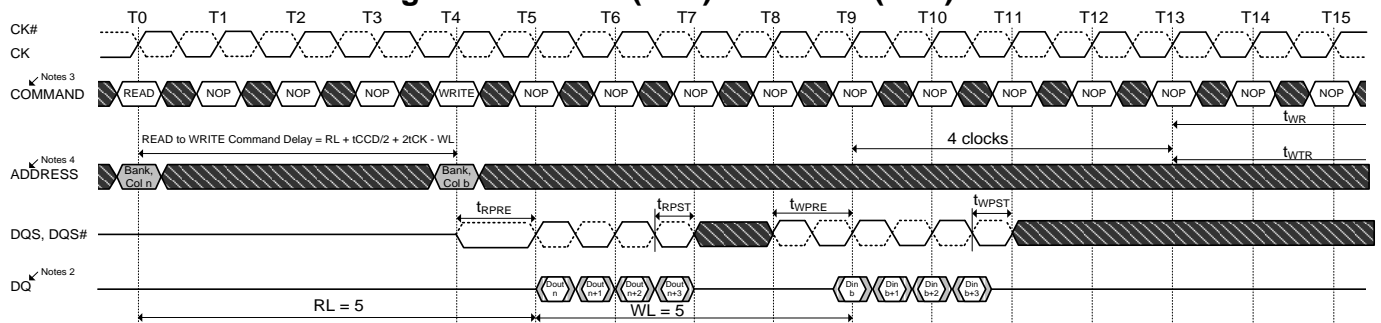 T0 T1 T2 T3 T4 T5 T6 T7 T8 T9 T10 T11 T12 T13 T14 T15
CK#
CK
Notes 3
COMMAND READ NOP NOP NOP WRITE NOP NOP NOP NOP NOP NOP NOP NOP NOP NOP NOP
tWR
READ to WRITE Command Delay = RL + tCCD/2 + 2tCK - WL
4 clocks
tWTR
Notes 4
ADDRESS
Bank, Col n
Bank, Col b
tRPRE tRPST tWPRE tWPST
DQS, DQS#
Notes 2
DQ
Dout n
Dout n+1
Dout n+2
Dout n+3
Din b
Din b+1
Din b+2
Din b+3
RL = 5
WL = 5